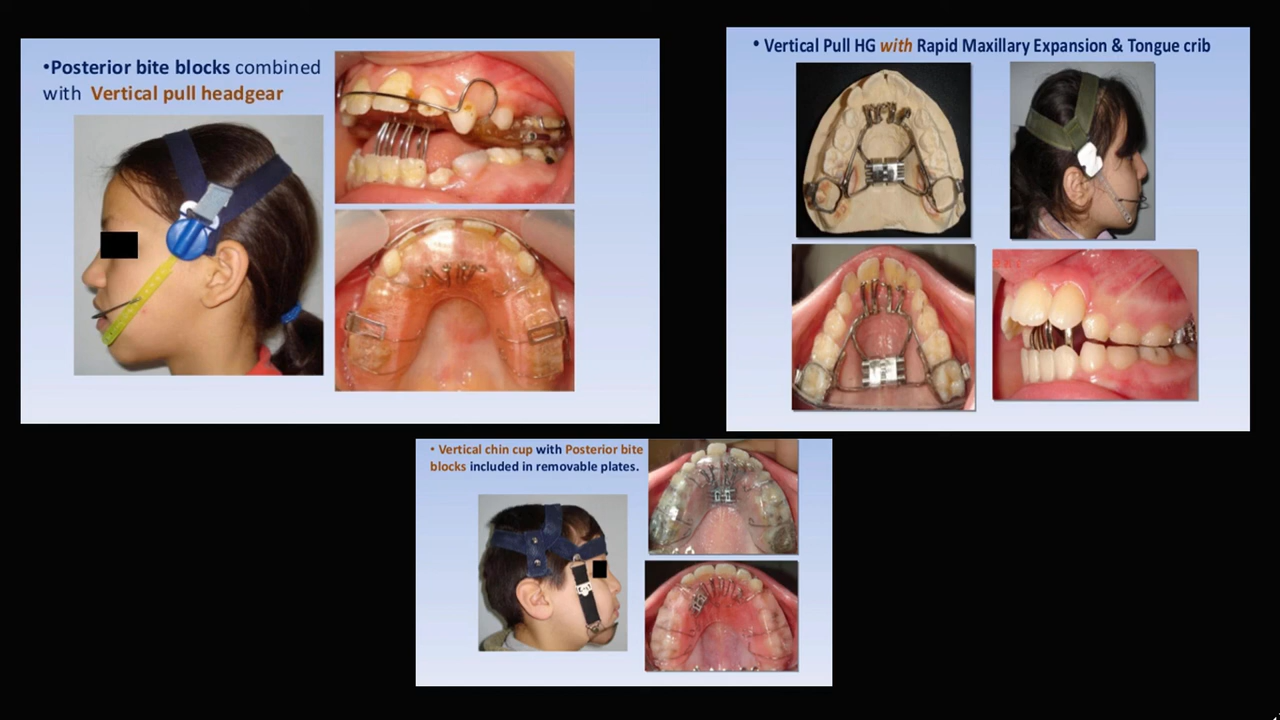 •Posterior bite blocks combined
with Vertical pull headgear
• Vertical Pull HG with Rapid Maxillary Expansion & Tongue crib
• Vertical chin cup with Posterior bite
blocks included in removable plates.